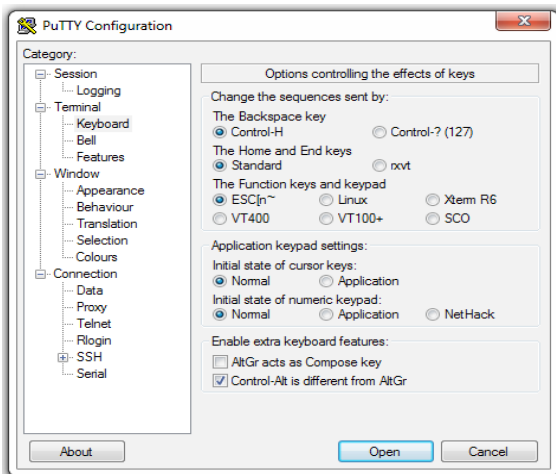 PuTTY Configuration
Category:
Session
Logging
Terminal
Keyboard
Bell
Features
Window
Appearance
Behaviour
Translation
Selection
Colours
Connection
Data
Proxy
Telnet
Rlogin
SSH
Serial
Options controlling the effects of keys
Change the sequences sent by:
The Backspace key
Control-H Control-? (127)
The Home and End keys
Standard rxvt
The Function keys and keypad
ESC[n~ Linux Xterm R6
VT400 VT100+ SCO
Application keypad settings:
Initial state of cursor keys:
Normal Application
Initial state of numeric keypad:
Normal Application NetHack
Enable extra keyboard features:
AltGr acts as Compose key
Control-Alt is different from AltGr
About Open Cancel